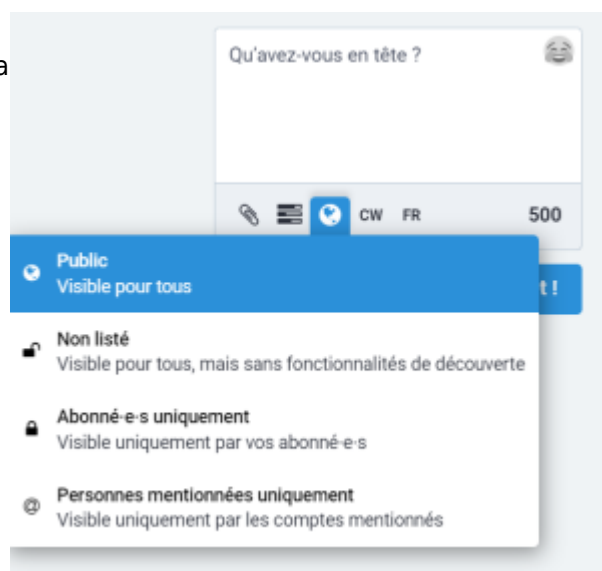 a
Qu'avez-vous en tête ?
CW FR 500
Public
Visible pour tous
t !
Non listé
Visible pour tous, mais sans fonctionnalités de découverte
Abonné·e·s uniquement
Visible uniquement par vos abonné·e·s
@ Personnes mentionnées uniquement
Visible uniquement par les comptes mentionnés